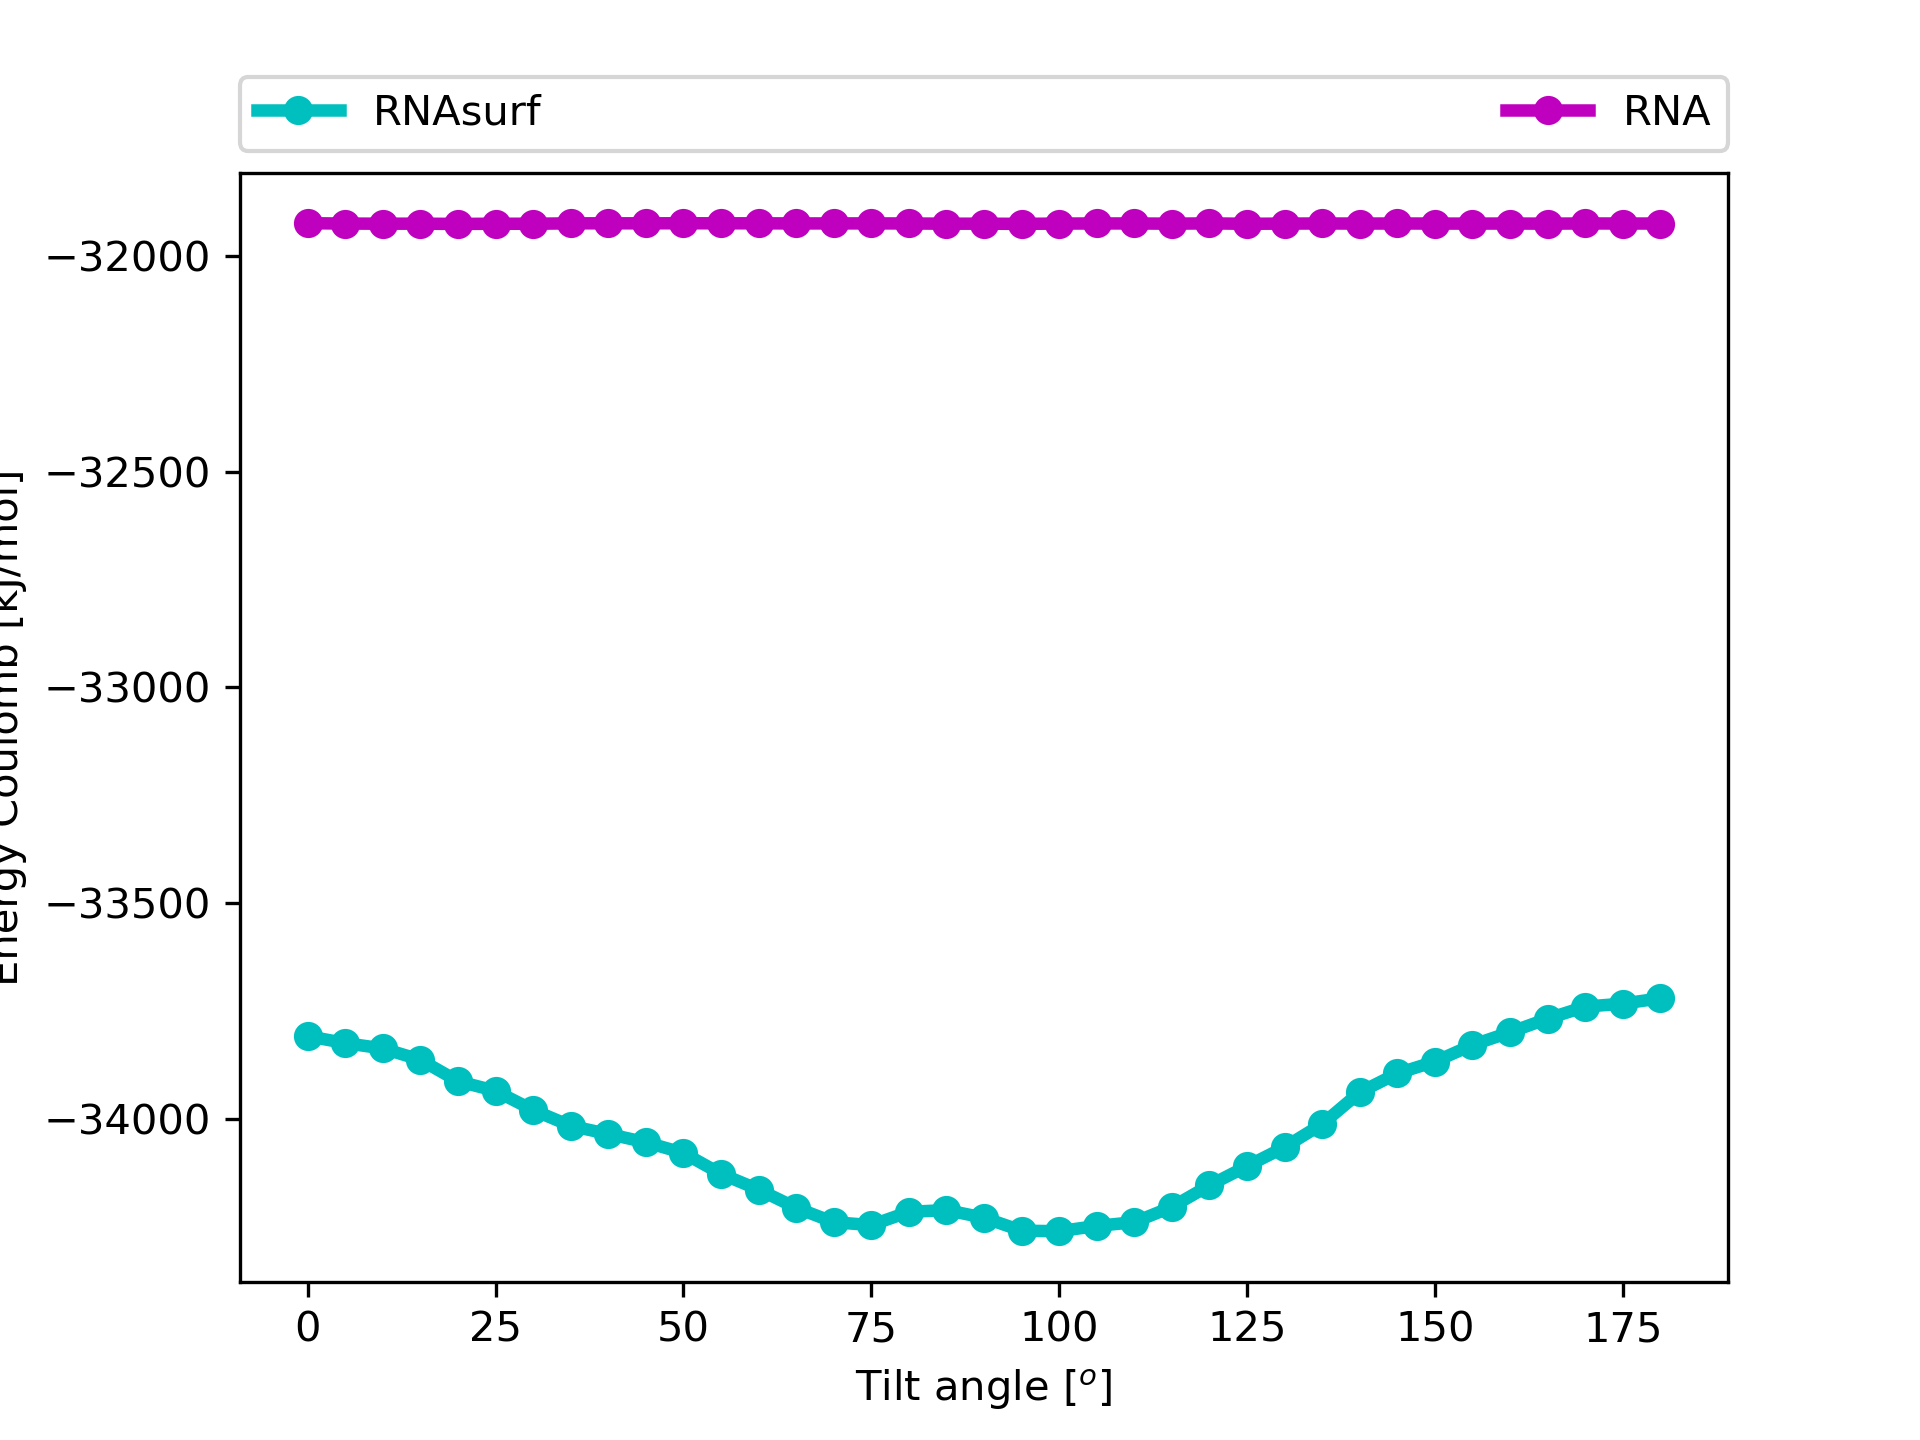 RNAsurf RNA
−32000
−32500
−33000
−33500
−34000
Energy Coulomb [kJ/mol]
0 25 50 75 100 125 150 175
Tilt angle [°]